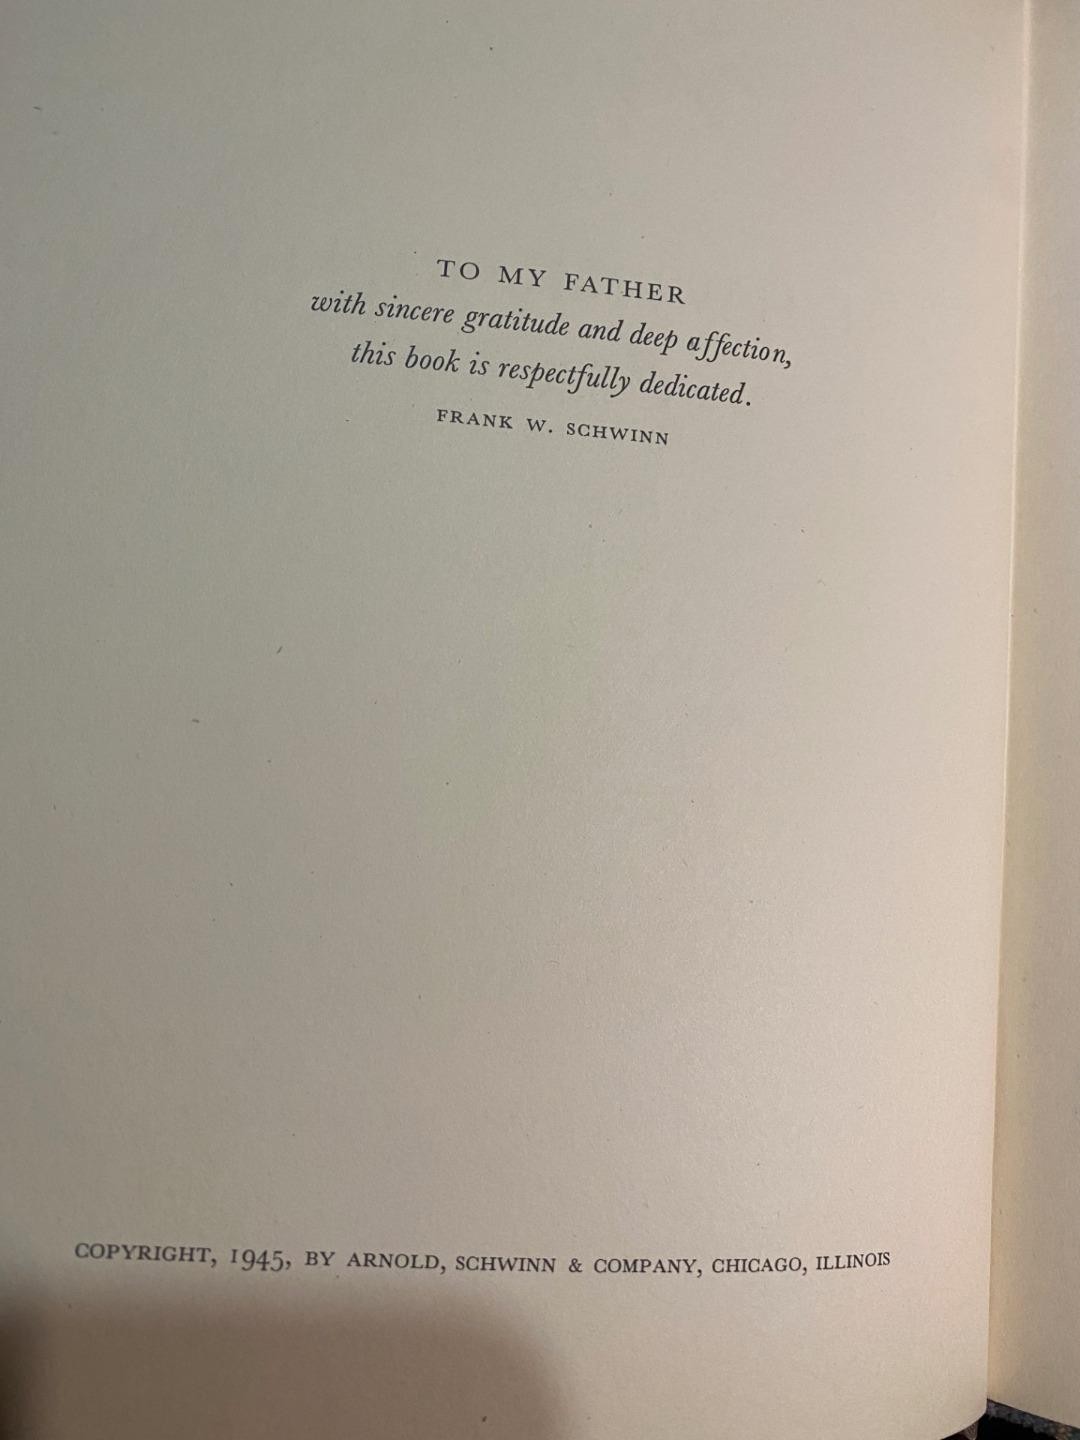 TO MY FATHER
with sincere gratitude and deep affection,
this book is respectfully dedicated.
FRANK W. SCHWINN
COPYRIGHT, 1945, BY ARNOLD, SCHWINN & COMPANY, CHICAGO, ILLINOIS